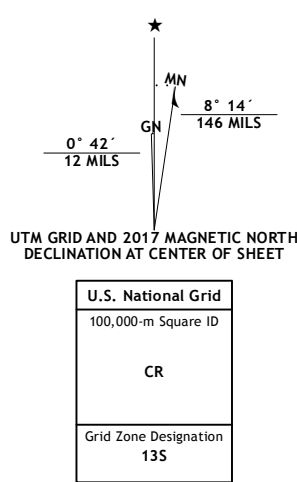 MN
GN
8° 14´
146 MILS
0° 42´
12 MILS
UTM GRID AND 2017 MAGNETIC NORTH
DECLINATION AT CENTER OF SHEET
U.S. National Grid
100,000-m Square ID
CR
Grid Zone Designation
13S